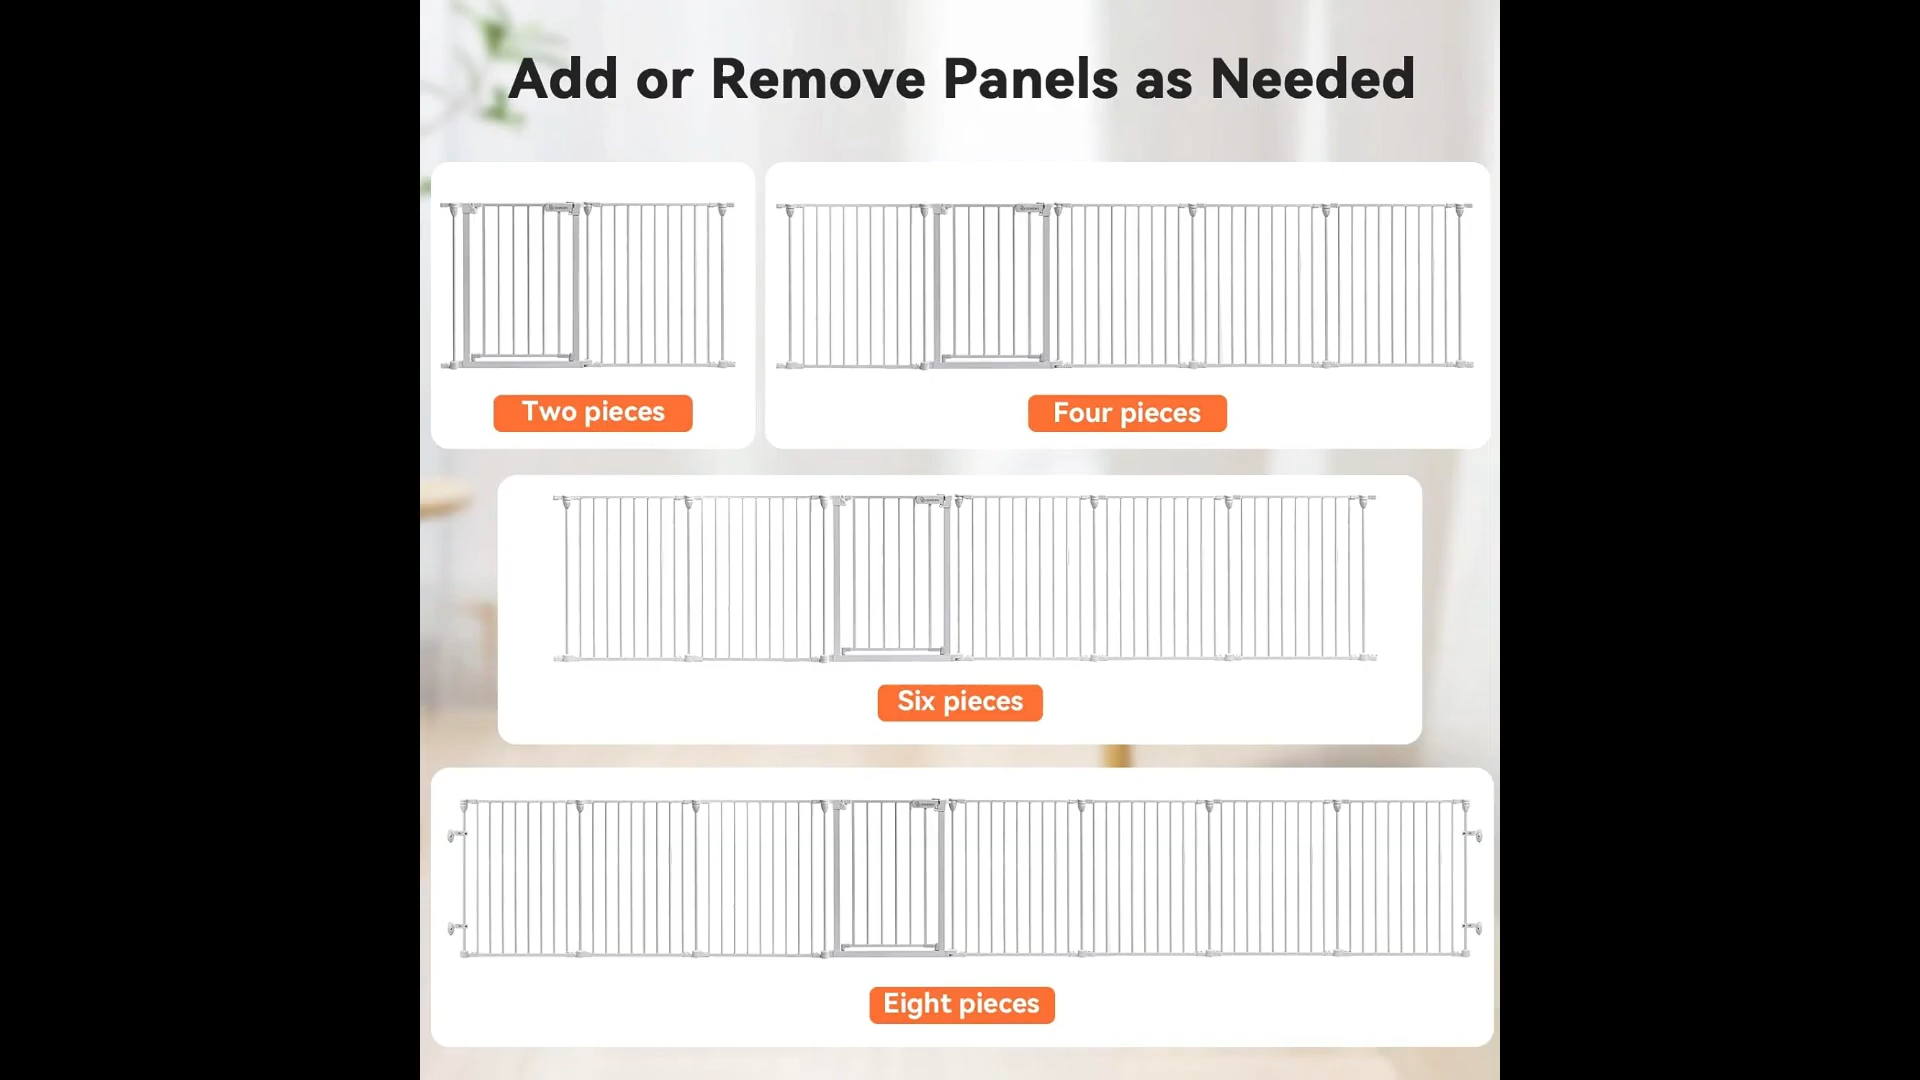 Add or Remove Panels as Needed
Two pieces
Four pieces
Six pieces
Eight pieces